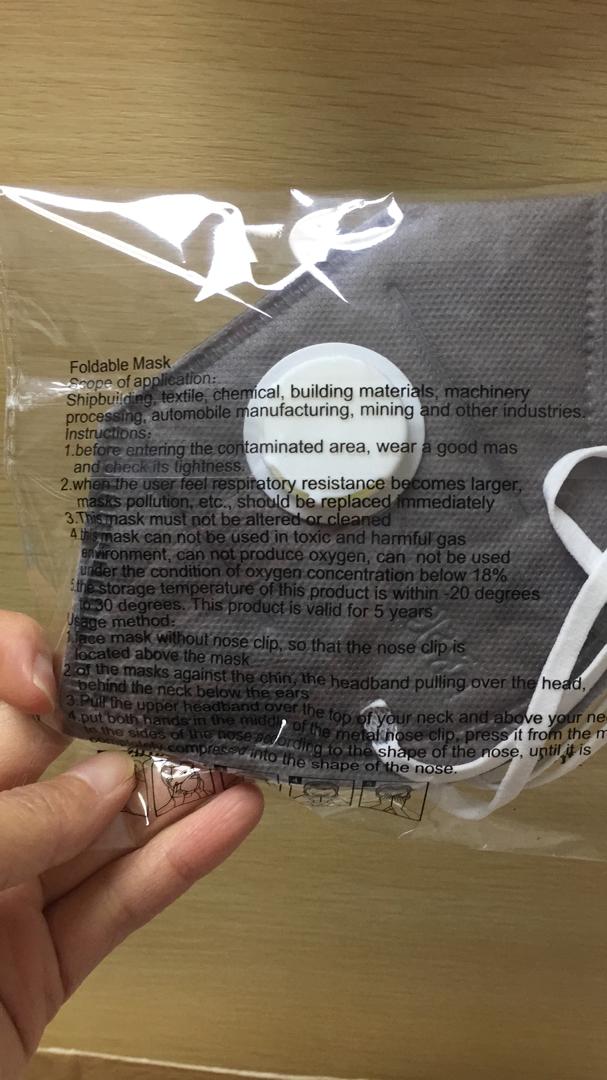 Foldable Mask
Scope of application:
Shipbuilding, textile, chemical, building materials, machinery
processing, automobile manufacturing, mining and other industries.
Instructions:
1.before entering the contaminated area, wear a good mas
and check its tightness.
2.when the user feel respiratory resistance becomes larger,
masks pollution, etc., should be replaced immediately
3.This mask must not be altered or cleaned
4.this mask can not be used in toxic and harmful gas
environment, can not produce oxygen, can not be used
under the condition of oxygen concentration below 18%
5.the storage temperature of this product is within -20 degrees
to 30 degrees. This product is valid for 5 years
Usage method:
1.face mask without nose clip, so that the nose clip is
located above the mask
2.of the masks against the chin, the headband pulling over the head,
behind the neck below the ears
3.Pull the upper headband over the top of your neck and above your
4.put both hands in the middle of the metal nose clip, press it from the
to the sides of the nose according to the shape of the nose, until it is
compressed into the shape of the nose.